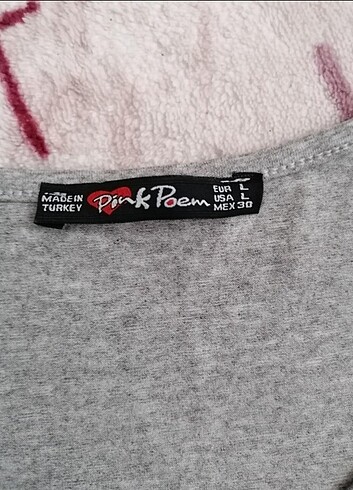 MADE IN
TURKEY
Pink Poem
EUR L
USA L
MEX 30